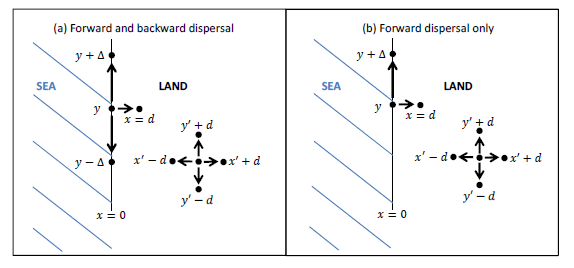 (a) Forward and backward dispersal
y + Δ
SEA
LAND
y
x = d
y' + d
y − Δ
x' − d
x' + d
y' − d
x = 0
(b) Forward dispersal only
y + Δ
SEA
LAND
y
x = d
y' + d
x' − d
x' + d
y' − d
x = 0